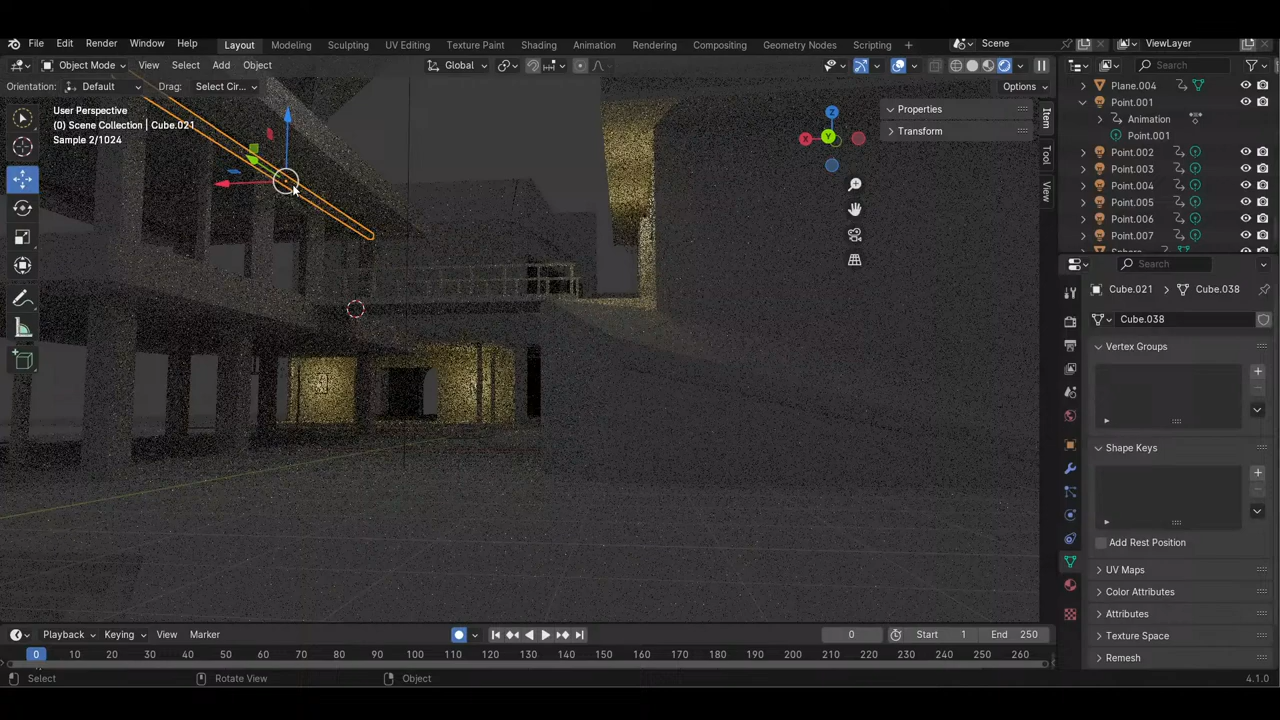 File Edit Render Window Help Layout Modeling Sculpting UV Editing Texture Paint Shading Animation Rendering Compositing Geometry Nodes Scripting + Scene ViewLayer
Object Mode View Select Add Object Global Search
Orientation: Default Drag: Select Cir... Options
User Perspective
(0) Scene Collection | Cube.021
Sample 2/1024
Properties
Transform
Item
Tool
View
Z
X
Y
Plane.004
Point.001
Animation
Point.001
Point.002
Point.003
Point.004
Point.005
Point.006
Point.007
Search
Cube.021 Cube.038
Cube.038
Vertex Groups
Shape Keys
Add Rest Position
UV Maps
Color Attributes
Attributes
Texture Space
Remesh
Playback Keying View Marker 0 Start 1 End 250
0 10 20 30 40 50 60 70 80 90 100 110 120 130 140 150 160 170 180 190 200 210 220 230 240 250 260
Select Rotate View Object 4.1.0